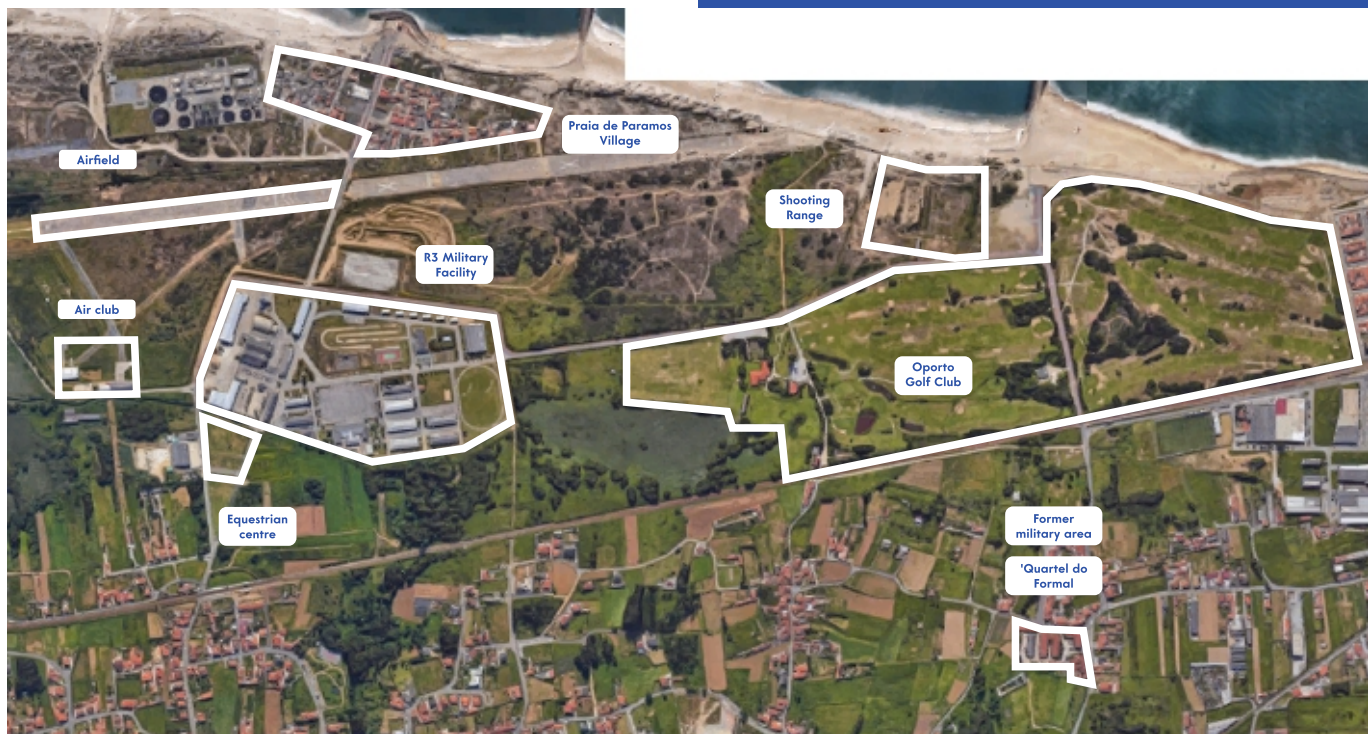 Praia de Paramos
Village
Airfield
Shooting
Range
R3 Military
Facility
Air club
Oporto
Golf Club
Equestrian
centre
Former
military area
'Quartel do
Formal